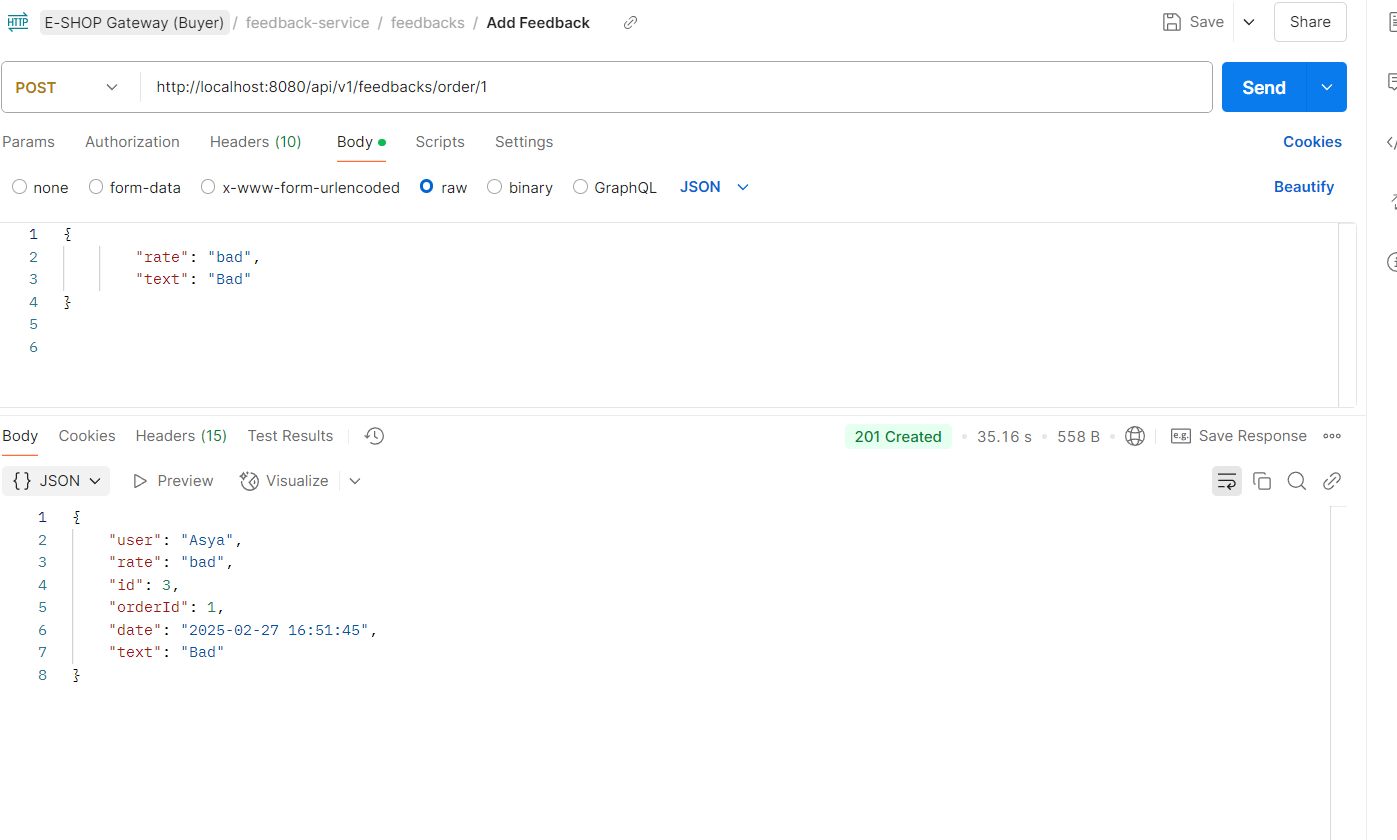 HTTP E-SHOP Gateway (Buyer) / feedback-service / feedbacks / Add Feedback Save Share
POST http://localhost:8080/api/v1/feedbacks/order/1 Send
Params Authorization Headers (10) Body Scripts Settings Cookies
none form-data x-www-form-urlencoded raw binary GraphQL JSON Beautify
1 {
2 "rate": "bad",
3 "text": "Bad"
4 }
5
6
Body Cookies Headers (15) Test Results 201 Created 35.16 s 558 B e.g. Save Response
{} JSON Preview Visualize
1 {
2 "user": "Asya",
3 "rate": "bad",
4 "id": 3,
5 "orderId": 1,
6 "date": "2025-02-27 16:51:45",
7 "text": "Bad"
8 }